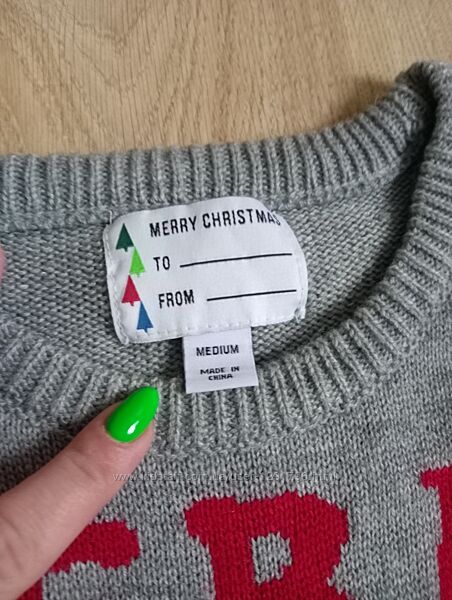 MERRY CHRISTMAS
TO
FROM
MEDIUM
MADE IN
CHINA